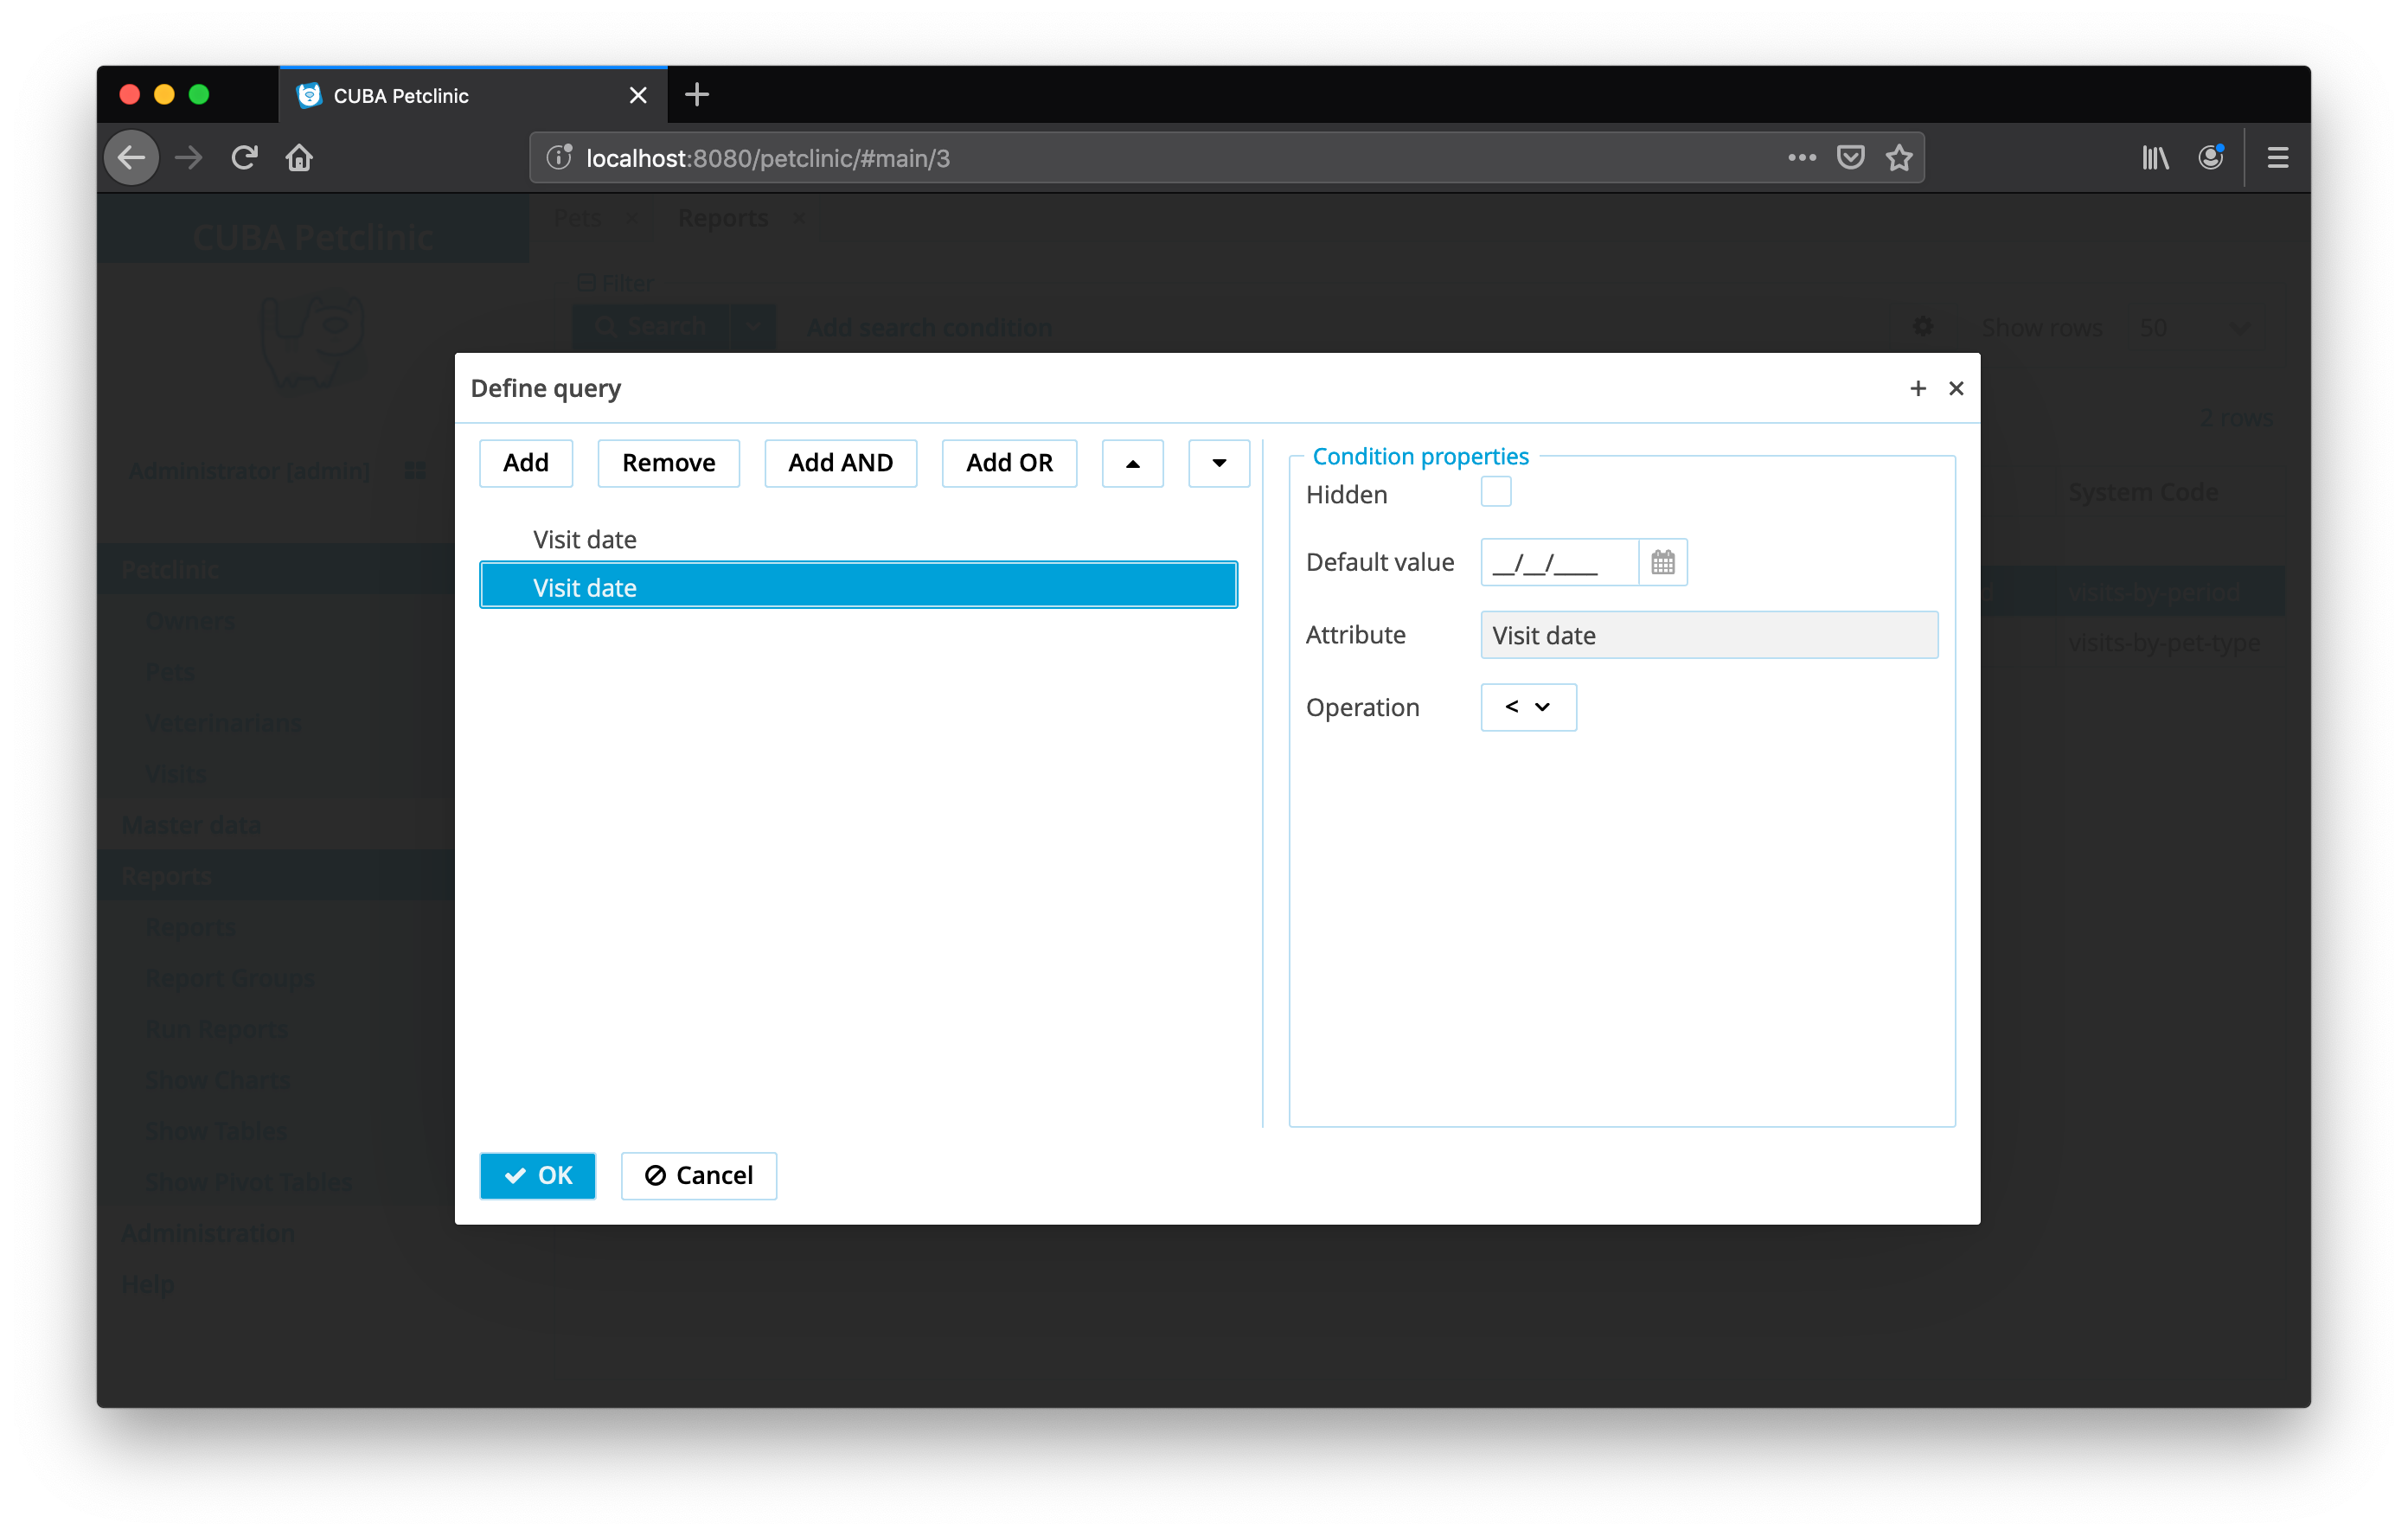 CUBA Petclinic
localhost:8080/petclinic/#main/3
CUBA Petclinic
Pets
Reports
Filter
Search
Add search condition
Show rows
50
2 rows
Administrator [admin]
System Code
visits-by-period
visits-by-pet-type
Petclinic
Owners
Pets
Veterinarians
Visits
Master data
Reports
Reports
Report Groups
Run Reports
Show Charts
Show Tables
Show Pivot Tables
Administration
Help
Define query
Add
Remove
Add AND
Add OR
Visit date
Visit date
Condition properties
Hidden
Default value
__/__/____
Attribute
Visit date
Operation
<
OK
Cancel